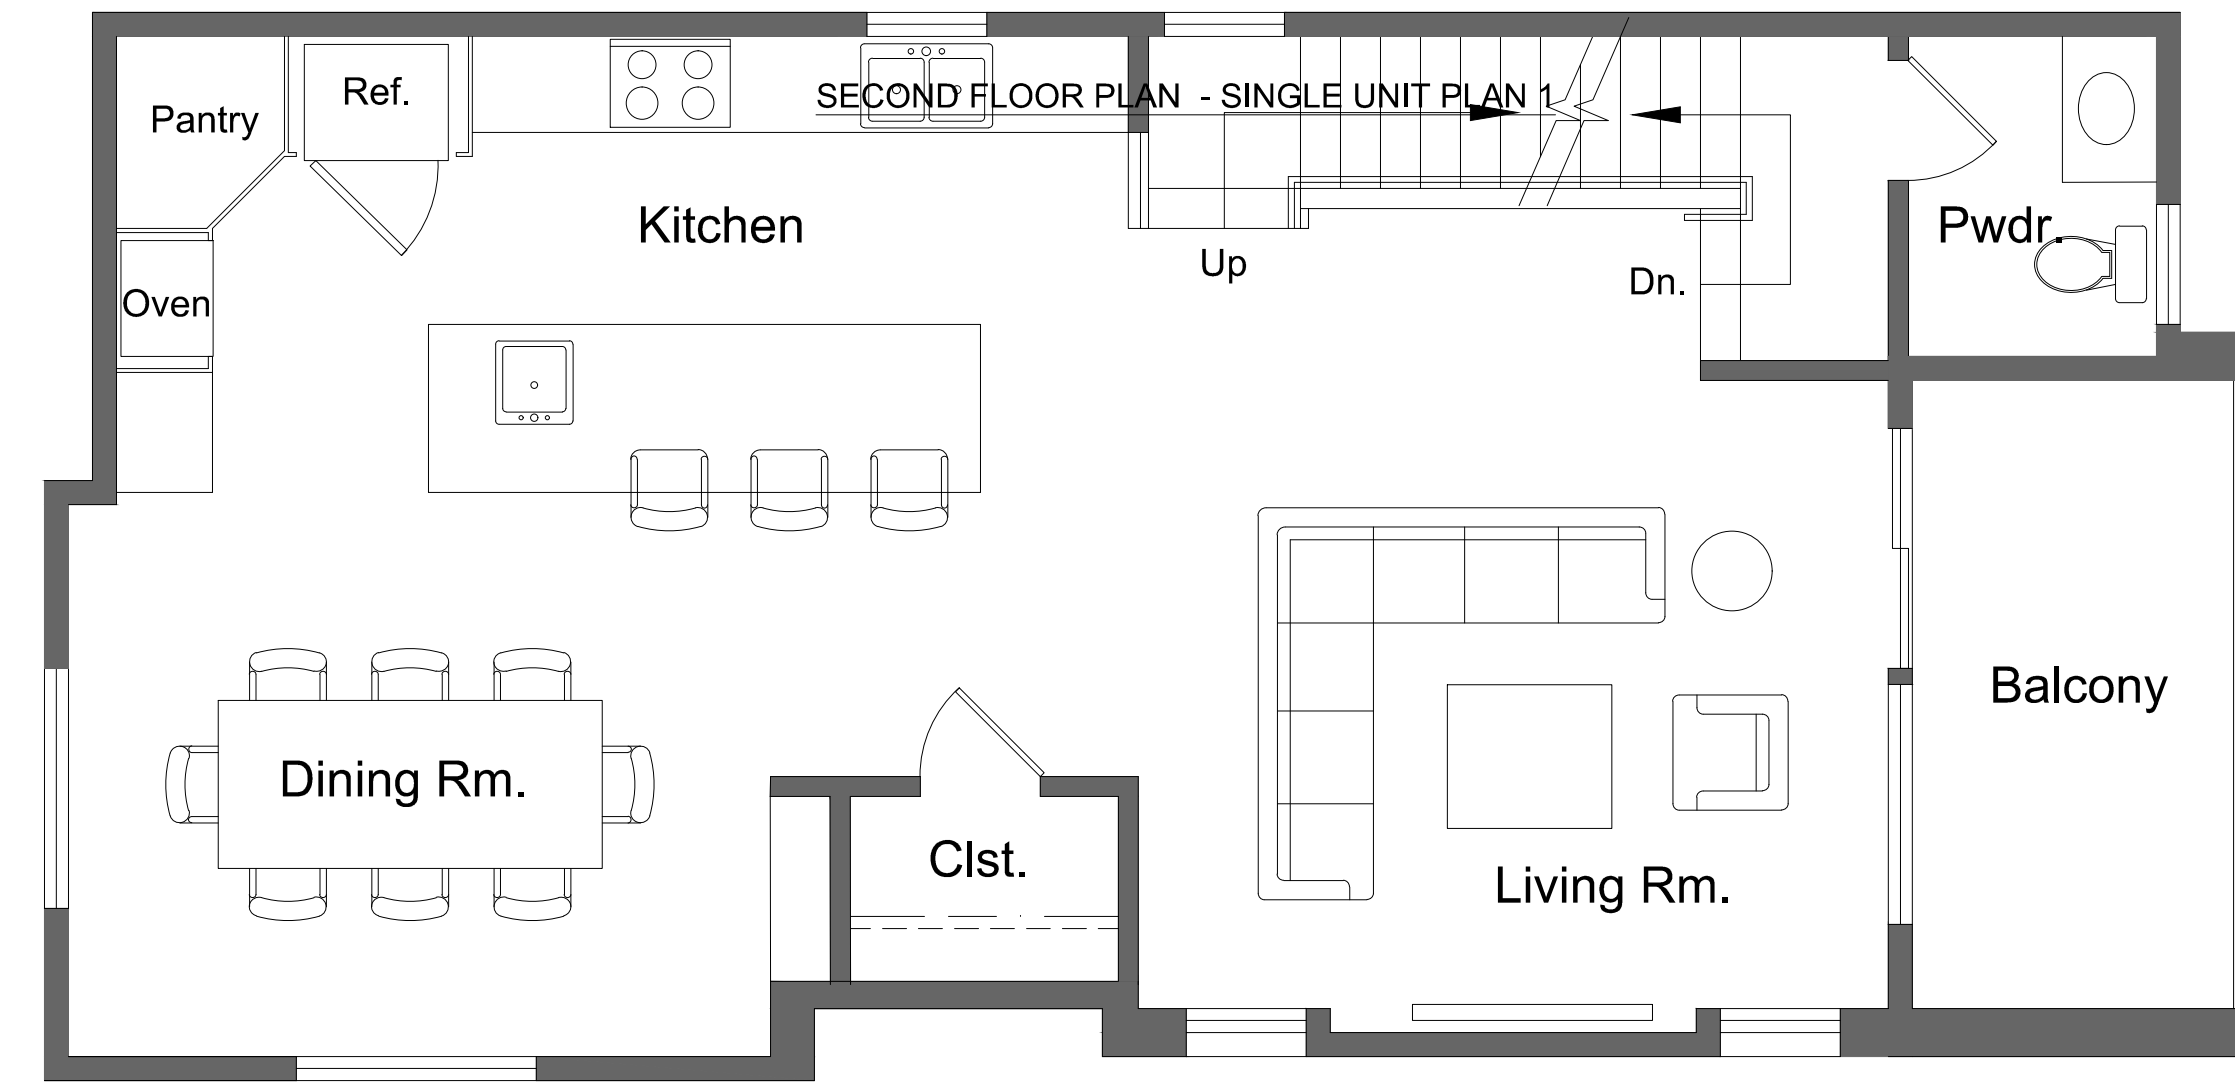 Ref.
Pantry
SECOND FLOOR PLAN - SINGLE UNIT PLAN 1
Kitchen
Pwdr.
Up
Dn.
Oven
Balcony
Dining Rm.
Clst.
Living Rm.